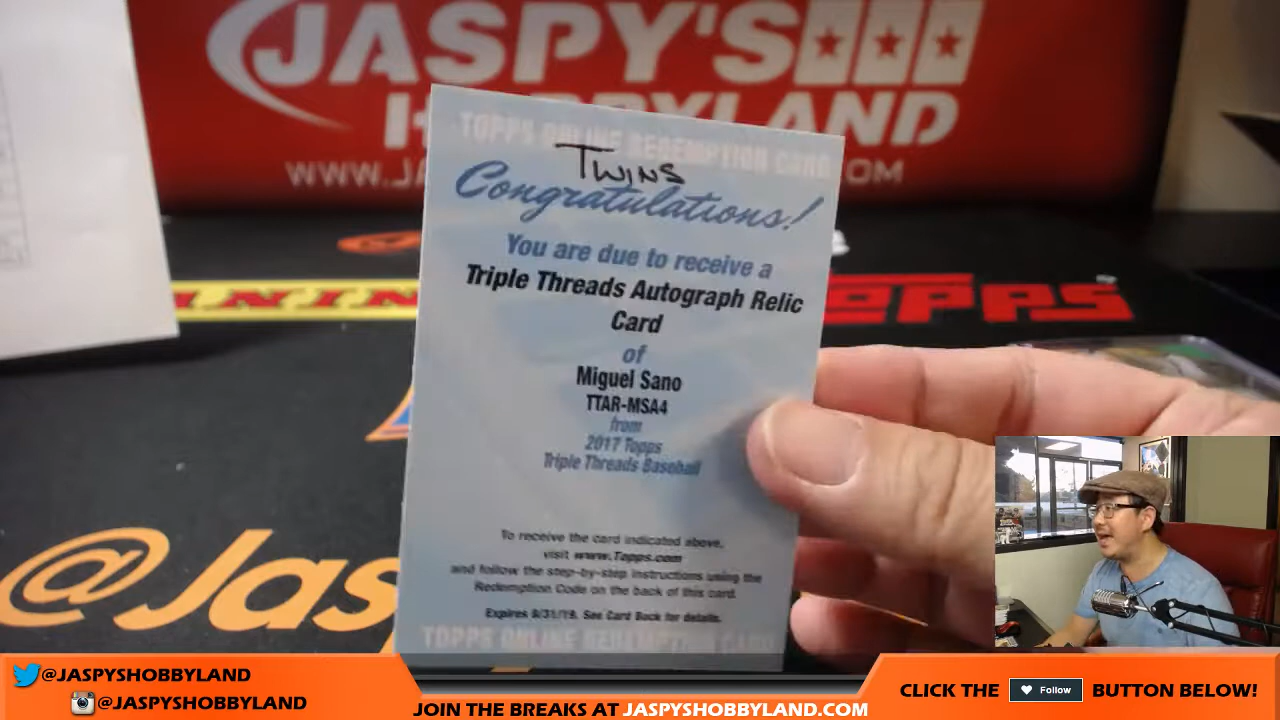 JASPY'S
HOBBYLAND
WWW.JA
OM
TOPPS ONLINE REDEMPTION CARD
TWINS
Congratulations!
You are due to receive a
Triple Threads Autograph Relic
Card
of
Miguel Sano
TTAR-MSA4
from
2017 Topps
Triple Threads Baseball
To receive the card indicated above,
visit www.Topps.com
and follow the step-by-step instructions using the
Redemption Code on the back of this card.
Expires 8/31/19. See Card Back for details.
TOPPS ONLINE REDEMPTION CARD
PANINI
TOPPS
@Jas
@JASPYSHOBBYLAND
@JASPYSHOBBYLAND
JOIN THE BREAKS AT JASPYSHOBBYLAND.COM
CLICK THE Follow BUTTON BELOW!